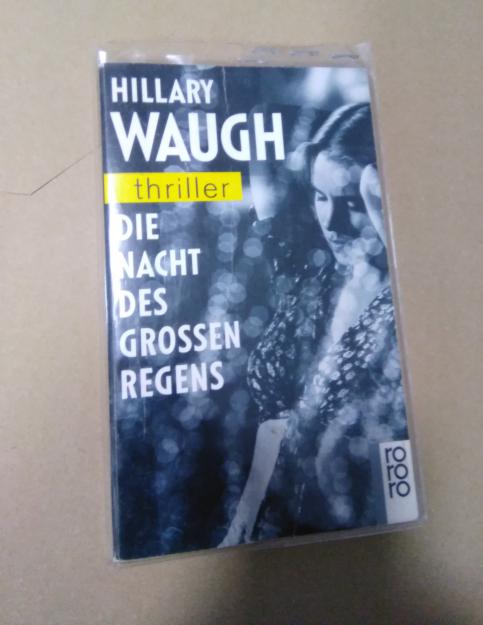 HILLARY
WAUGH
thriller
DIE
NACHT
DES
GROSSEN
REGENS
ro
ro
ro